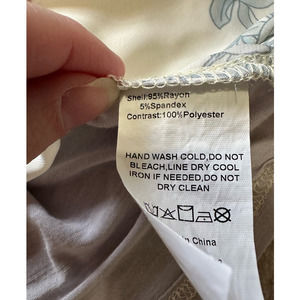 Shell:95%Rayon
5%Spandex
Contrast:100%Polyester
HAND WASH COLD,DO NOT
BLEACH,LINE DRY COOL
IRON IF NEEDED,DO NOT
DRY CLEAN
in China